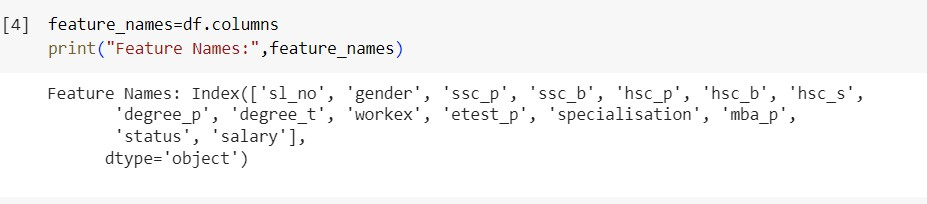 [4] feature_names=df.columns
print("Feature Names:",feature_names)
Feature Names: Index(['sl_no', 'gender', 'ssc_p', 'ssc_b', 'hsc_p', 'hsc_b', 'hsc_s',
'degree_p', 'degree_t', 'workex', 'etest_p', 'specialisation', 'mba_p',
'status', 'salary'],
dtype='object')